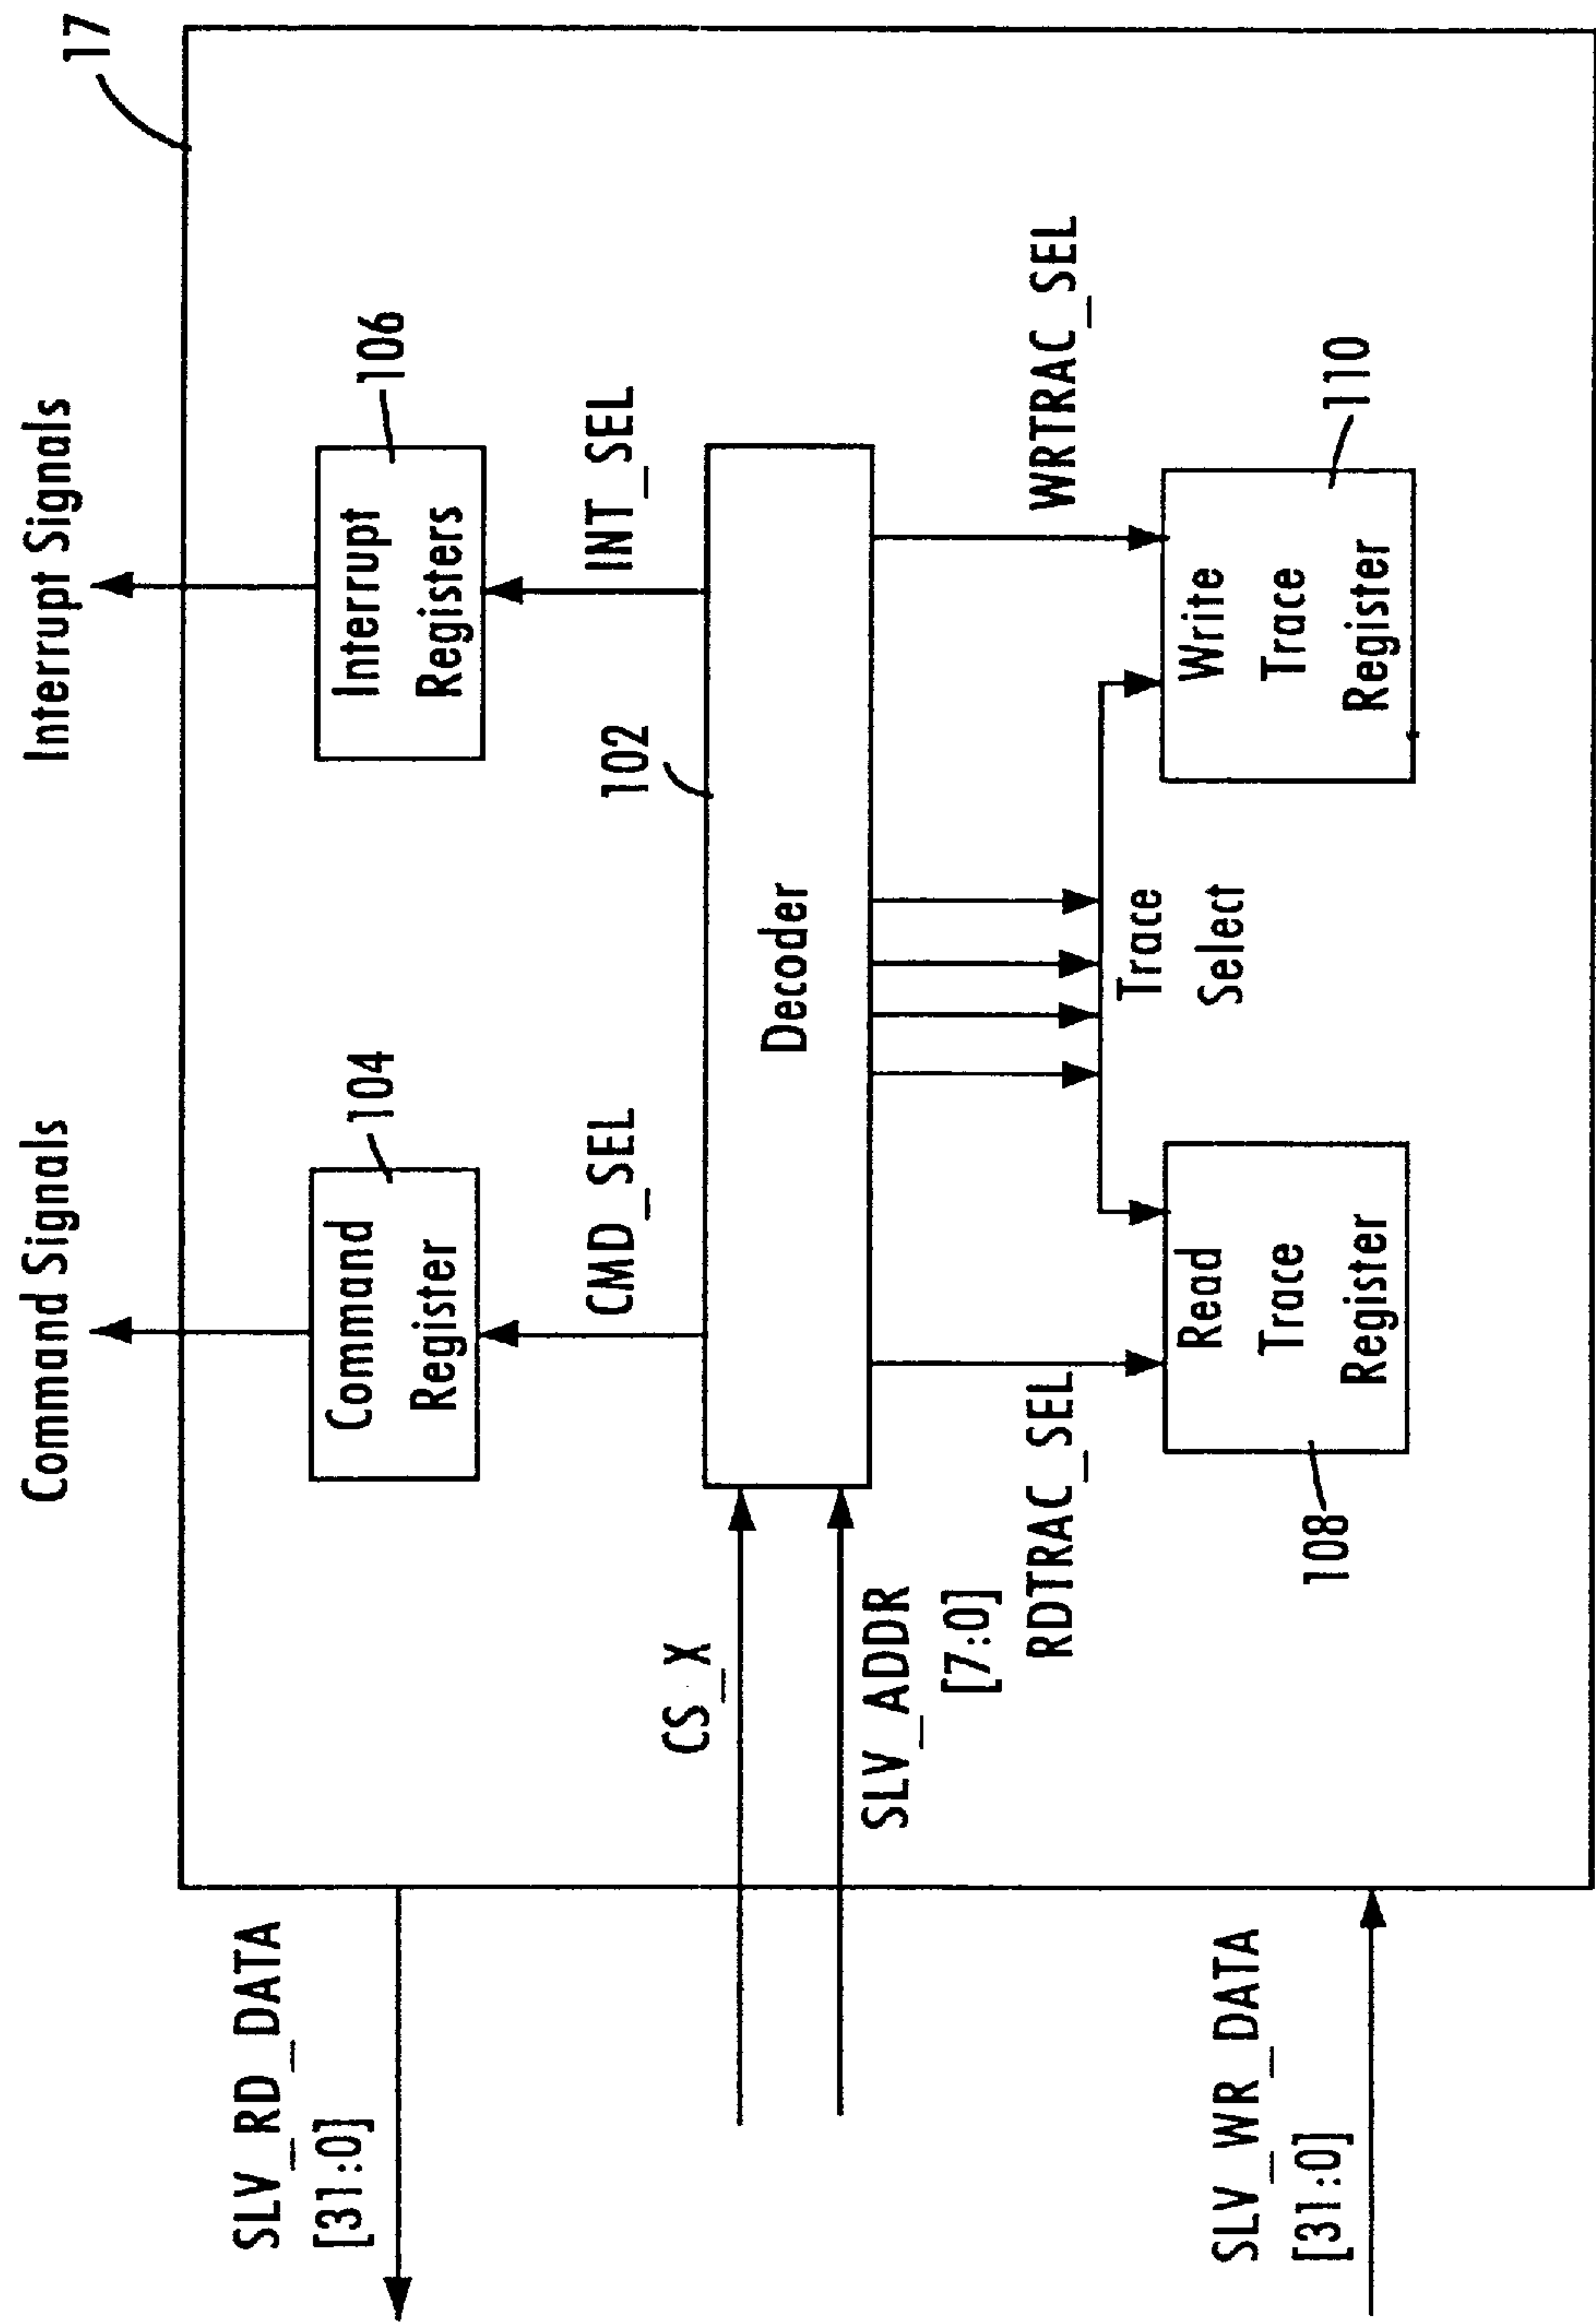 Command Signals
Interrupt Signals
17
SLV_RD_DATA
[31:0]
Command
Register
104
Interrupt
Registers
106
CMD_SEL
INT_SEL
102
CS_X
Decoder
SLV_ADDR
[7:0]
RDTRAC_SEL
WRTRAC_SEL
Trace
Select
Read
Trace
Register
108
Write
Trace
Register
110
SLV_WR_DATA
[31:0]